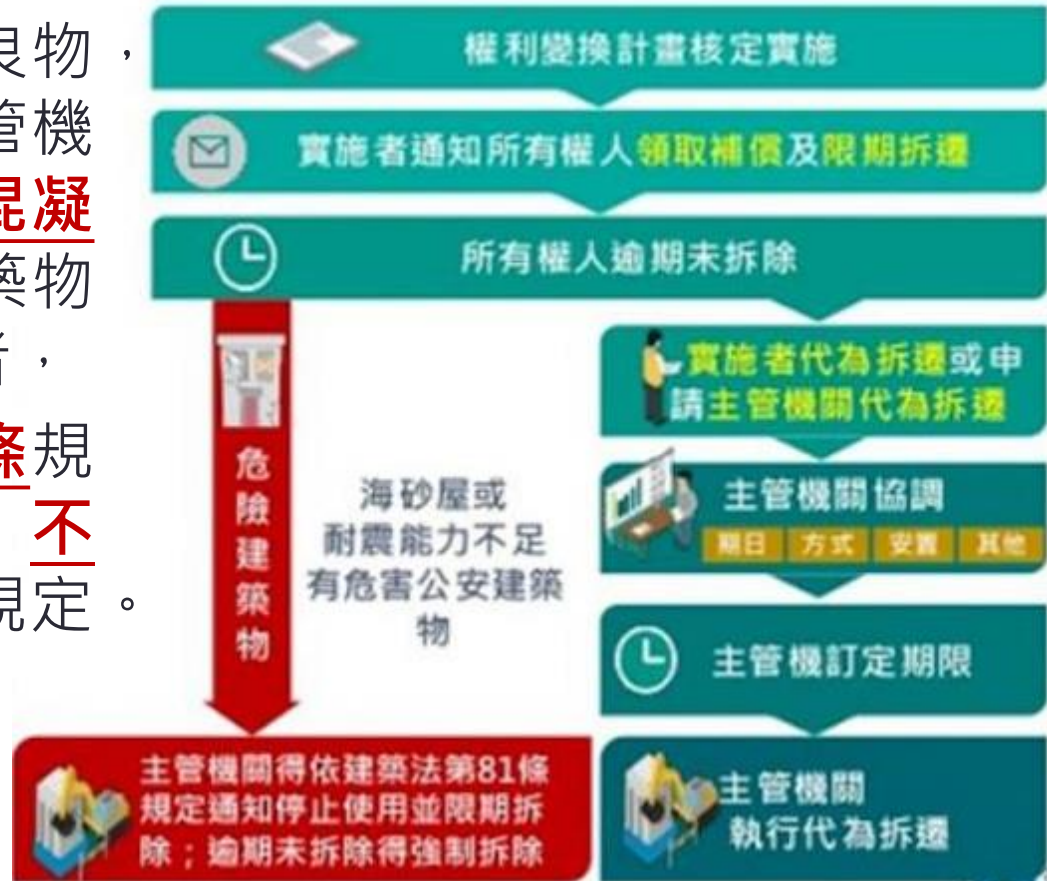 良物，
管機
混凝
築物
者，
條規
不
規定。
權利變換計畫核定實施
實施者通知所有權人領取補償及限期拆遷
所有權人逾期未拆除
危險建築物
海砂屋或
耐震能力不足
有危害公安建築
物
主管機關得依建築法第81條
規定通知停止使用並限期拆
除；逾期未拆除得強制拆除
實施者代為拆遷或申
請主管機關代為拆遷
主管機關協調
期日 方式 安置 其他
主管機訂定期限
主管機關
執行代為拆遷